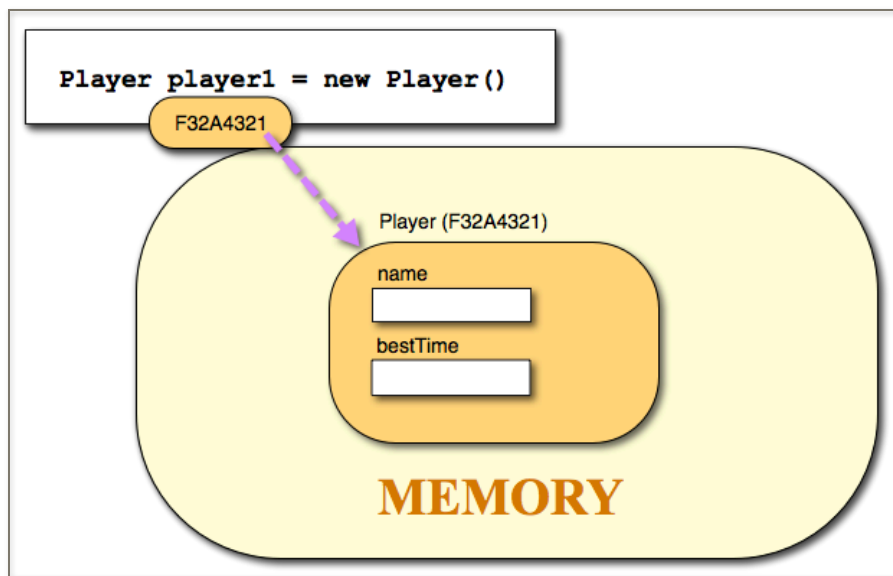 Player player1 = new Player()
F32A4321
Player (F32A4321)
name
bestTime
MEMORY